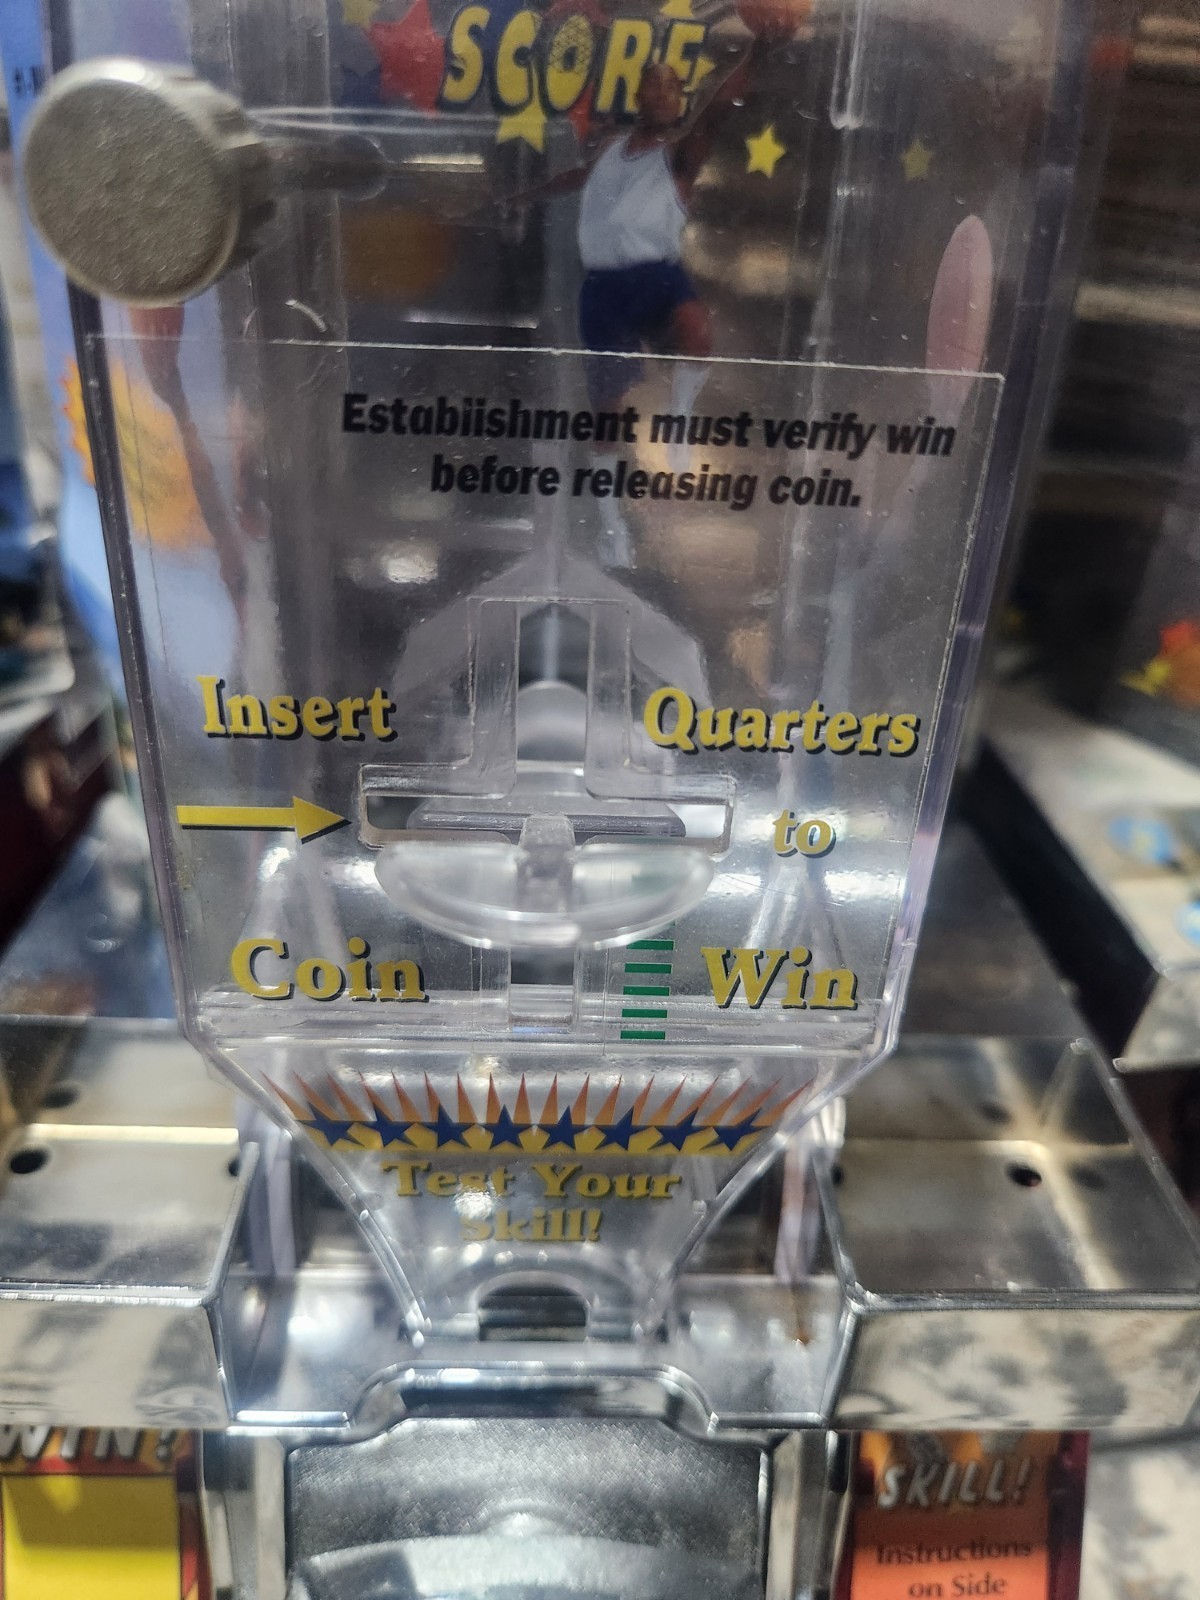 SCORE
Establishment must verify win
before releasing coin.
Insert Quarters
to
Coin Win
Test Your
Skill!
WIN!
SKILL!
Instructions
on Side